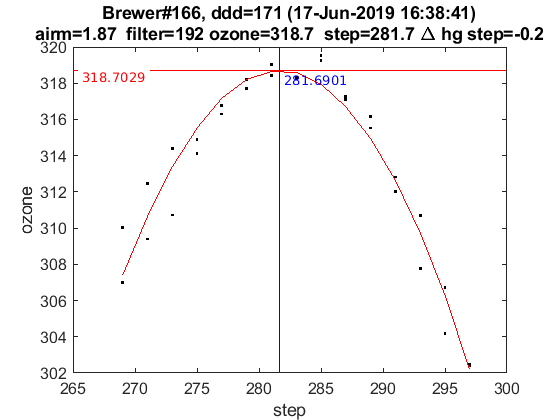 Brewer#166, ddd=171 (17-Jun-2019 16:38:41)
airm=1.87 filter=192 ozone=318.7 step=281.7 Δ hg step=-0.2
320
318
316
314
312
310
308
306
304
302
ozone
318.7029
281.6901
265 270 275 280 285 290 295 300
step